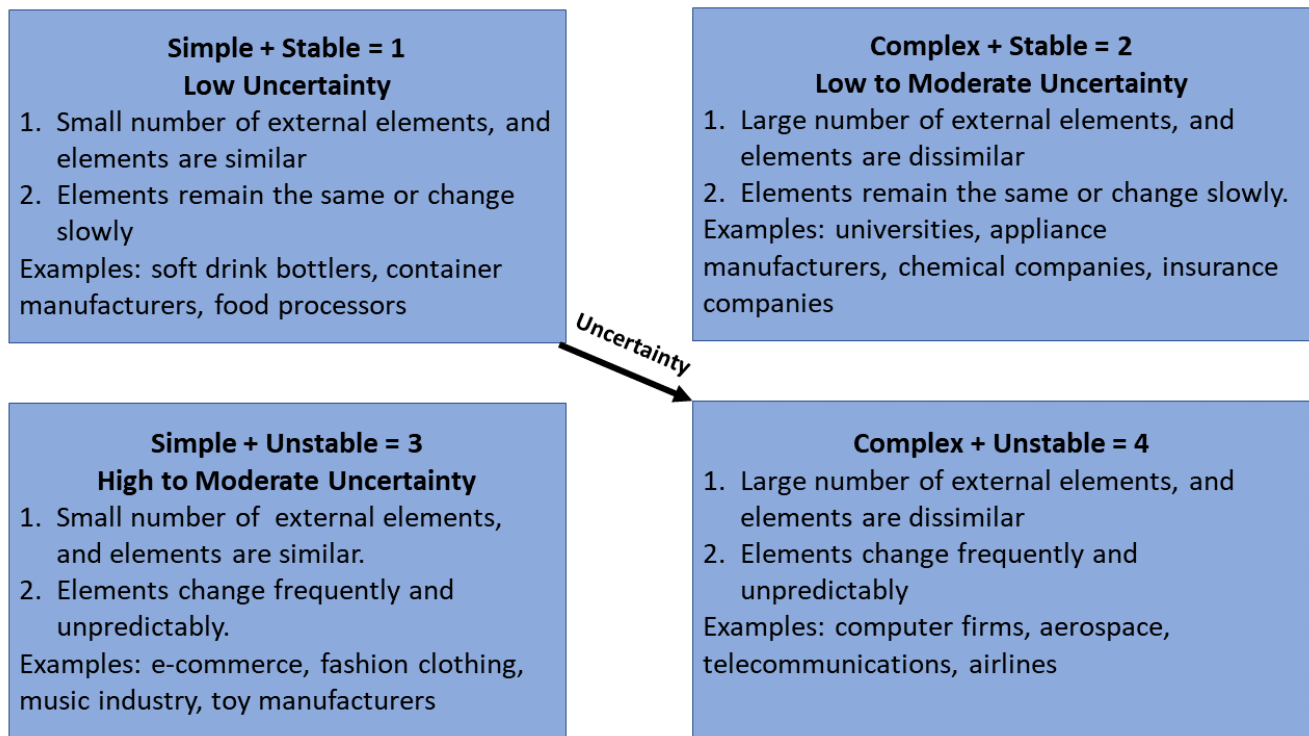 Simple + Stable = 1
Low Uncertainty
1. Small number of external elements, and
elements are similar
2. Elements remain the same or change
slowly
Examples: soft drink bottlers, container
manufacturers, food processors
Complex + Stable = 2
Low to Moderate Uncertainty
1. Large number of external elements, and
elements are dissimilar
2. Elements remain the same or change slowly.
Examples: universities, appliance
manufacturers, chemical companies, insurance
companies
Uncertainty
Simple + Unstable = 3
High to Moderate Uncertainty
1. Small number of external elements,
and elements are similar.
2. Elements change frequently and
unpredictably.
Examples: e-commerce, fashion clothing,
music industry, toy manufacturers
Complex + Unstable = 4
1. Large number of external elements, and
elements are dissimilar
2. Elements change frequently and
unpredictably
Examples: computer firms, aerospace,
telecommunications, airlines